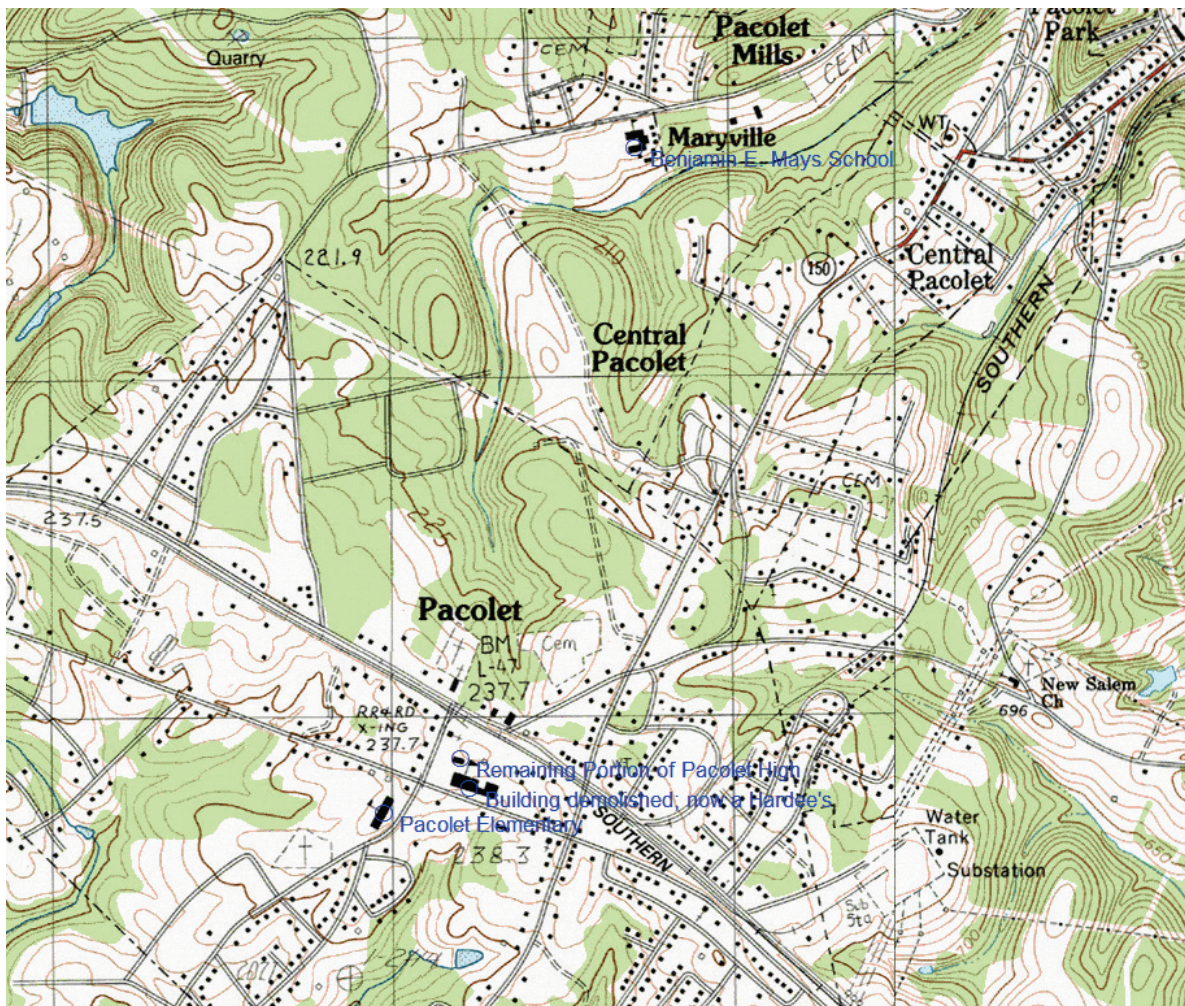 Quarry
CEM
Pacolet
Mills
CEM
Pacolet
Park
WT
Maryville
Benjamin E. Mays School
221.9
210
150
Central
Pacolet
SOUTHERN
Central
Pacolet
700
CEM
237.5
225
700
Pacolet
BM
L-47
237.7
Cem
New Salem
Ch
696
RR4RD
X-ING
237.7
Remaining Portion of Pacolet High
Building demolished; now a Hardee's
Pacolet Elementary
238.3
SOUTHERN
Water
Tank
Substation
Sub
Sta
650
700